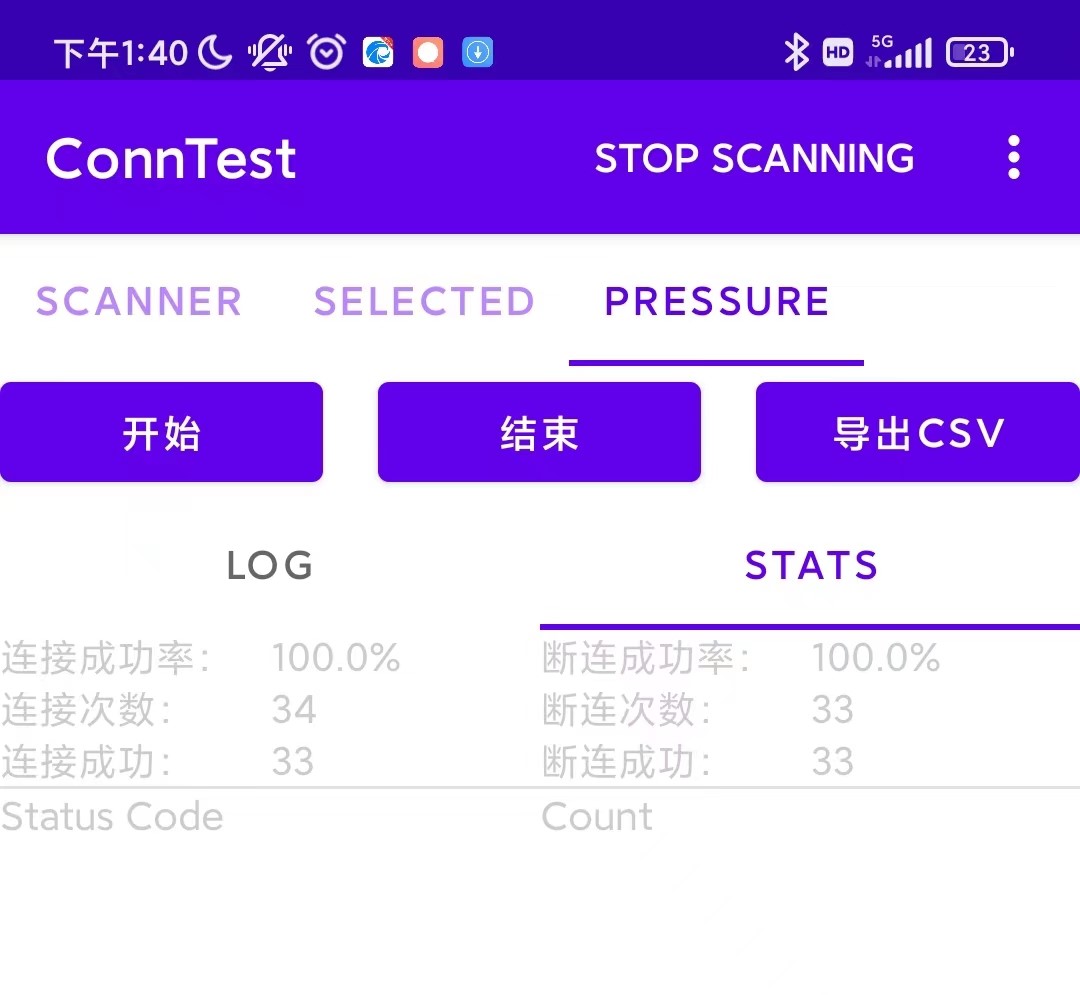 下午1:40 HD 5G 23
ConnTest STOP SCANNING
SCANNER SELECTED PRESSURE
开始 结束 导出CSV
LOG STATS
连接成功率: 100.0% 断连成功率: 100.0%
连接次数: 34 断连次数: 33
连接成功: 33 断连成功: 33
Status Code Count